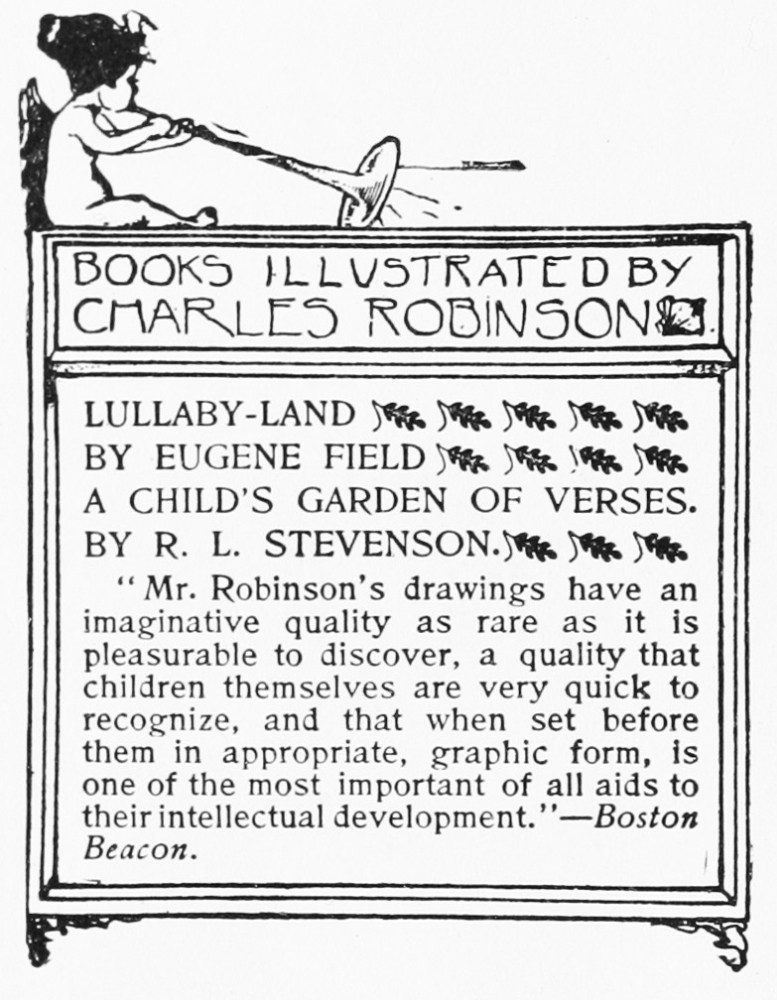 BOOKS ILLUSTRATED BY
CHARLES ROBINSON
LULLABY-LAND
BY EUGENE FIELD
A CHILD'S GARDEN OF VERSES.
BY R. L. STEVENSON.
"Mr. Robinson's drawings have an
imaginative quality as rare as it is
pleasurable to discover, a quality that
children themselves are very quick to
recognize, and that when set before
them in appropriate, graphic form, is
one of the most important of all aids to
their intellectual development."—Boston
Beacon.